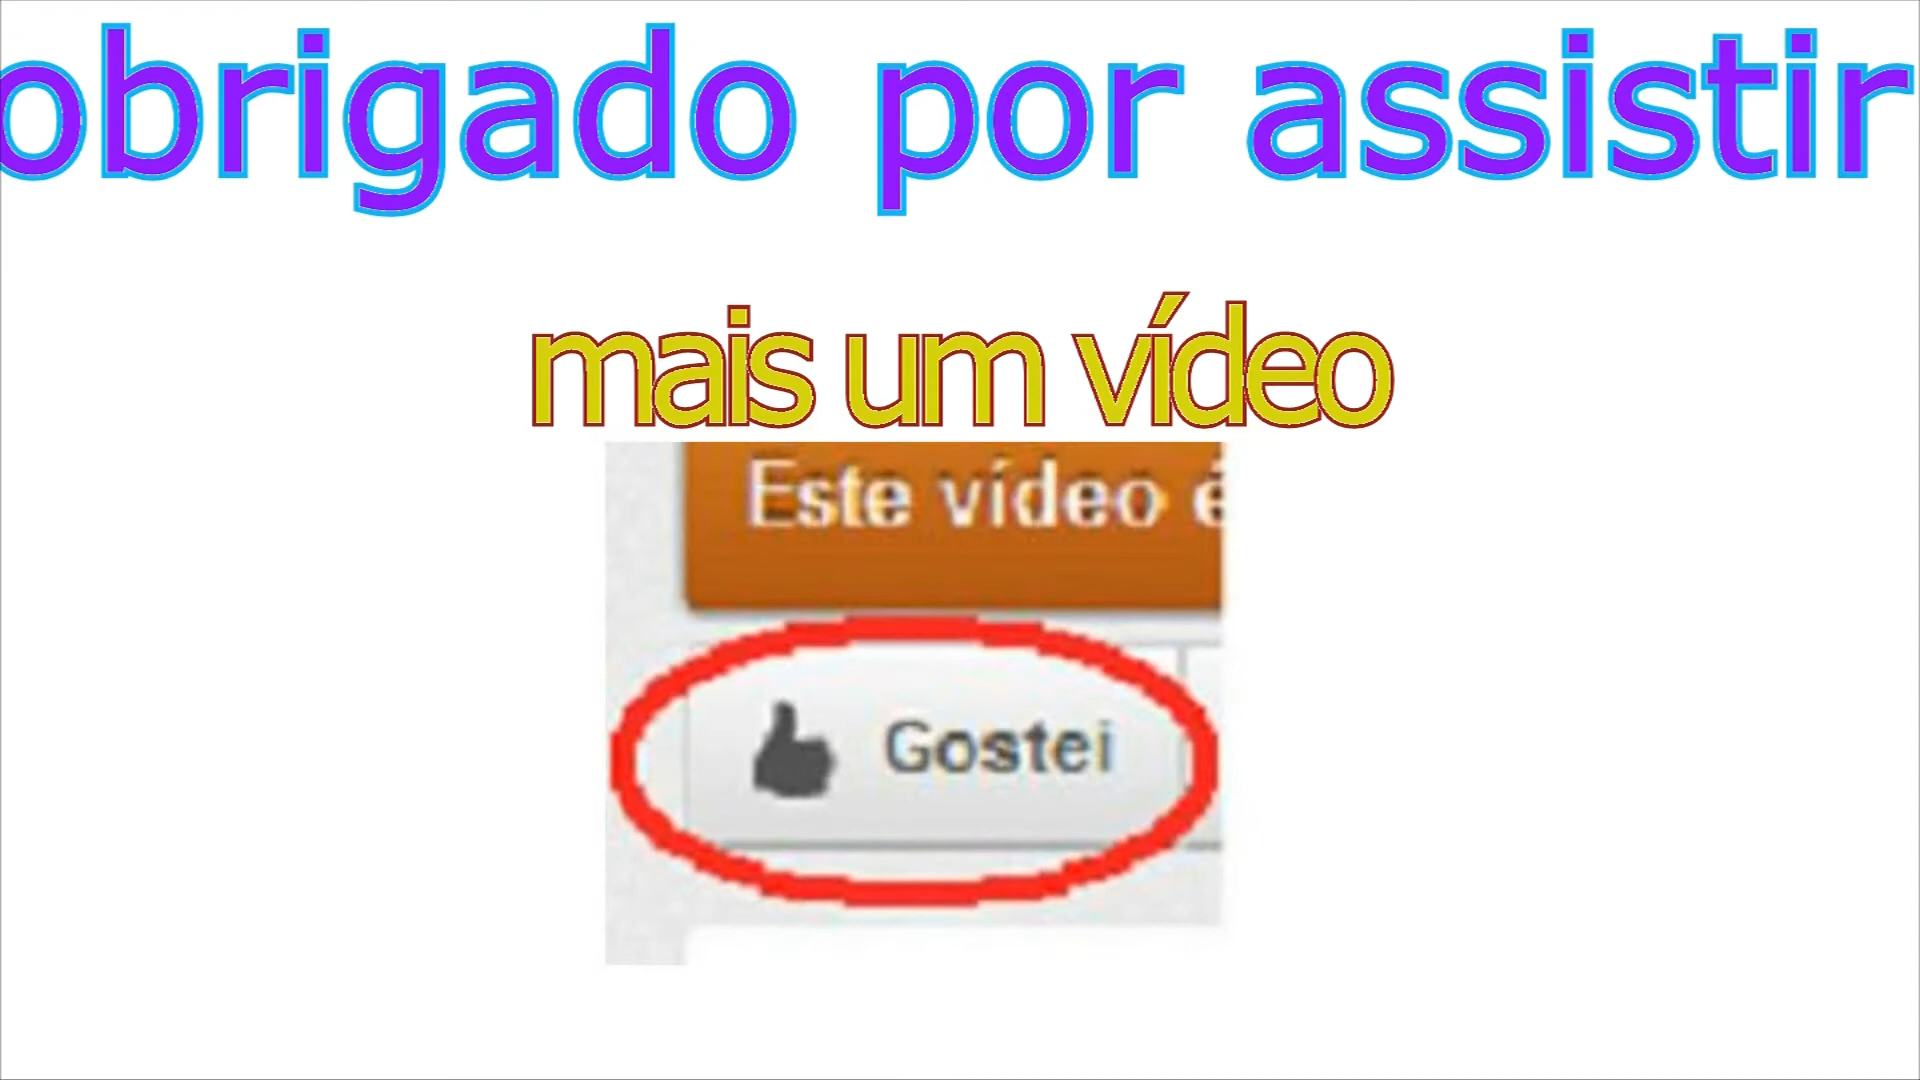 obrigado por assistir
mais um vídeo
Este vídeo é
Gostei